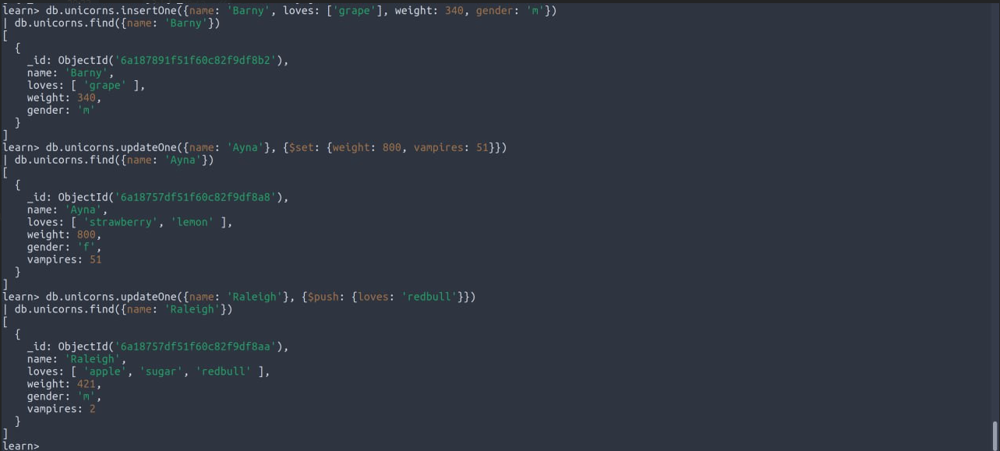 learn> db.unicorns.insertOne({name: 'Barny', loves: ['grape'], weight: 340, gender: 'm'})
| db.unicorns.find({name: 'Barny'})
[
  {
    _id: ObjectId('6a187891f51f60c82f9df8b2'),
    name: 'Barny',
    loves: [ 'grape' ],
    weight: 340,
    gender: 'm'
  }
]
learn> db.unicorns.updateOne({name: 'Ayna'}, {$set: {weight: 800, vampires: 51}})
| db.unicorns.find({name: 'Ayna'})
[
  {
    _id: ObjectId('6a18757df51f60c82f9df8a8'),
    name: 'Ayna',
    loves: [ 'strawberry', 'lemon' ],
    weight: 800,
    gender: 'f',
    vampires: 51
  }
]
learn> db.unicorns.updateOne({name: 'Raleigh'}, {$push: {loves: 'redbull'}})
| db.unicorns.find({name: 'Raleigh'})
[
  {
    _id: ObjectId('6a18757df51f60c82f9df8aa'),
    name: 'Raleigh',
    loves: [ 'apple', 'sugar', 'redbull' ],
    weight: 421,
    gender: 'm',
    vampires: 2
  }
]
learn>